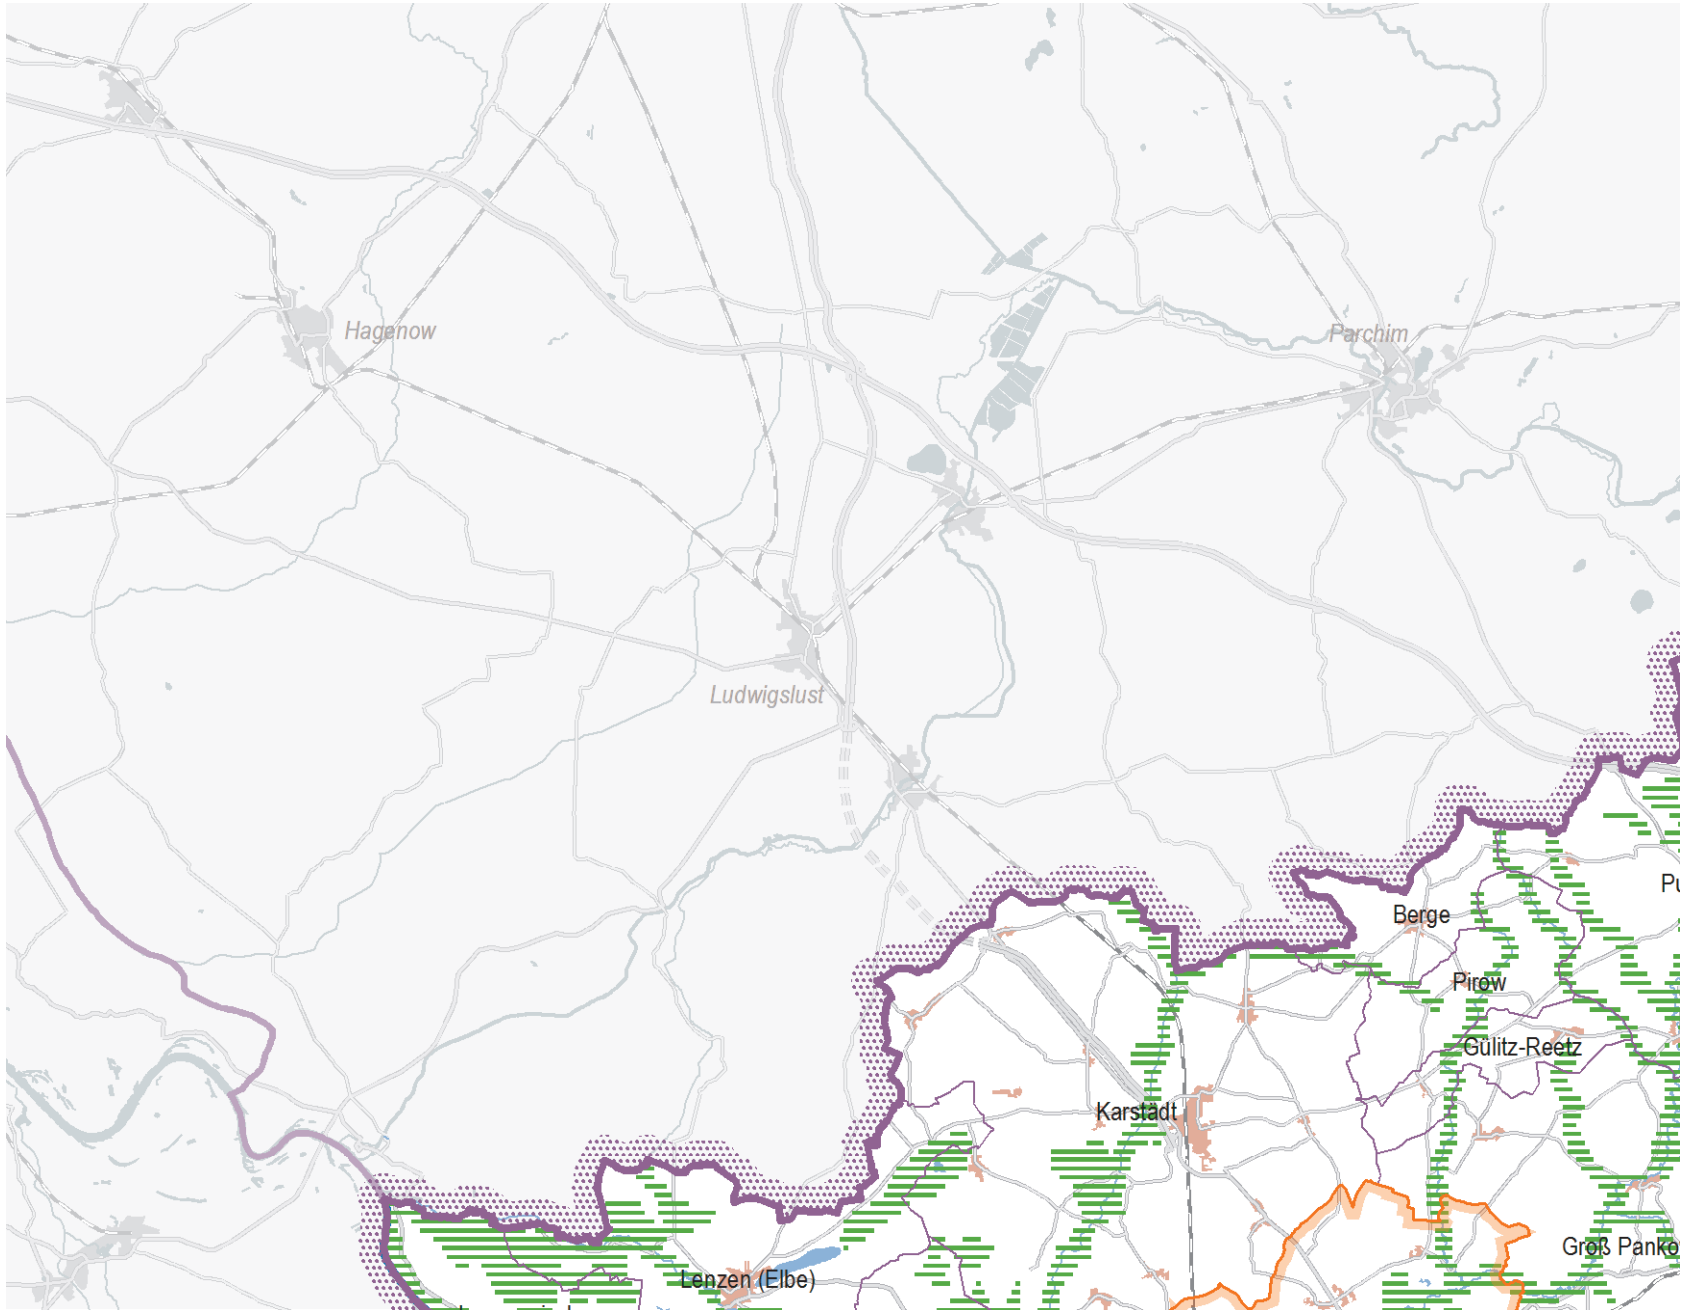 Hagenow
Parchim
Ludwigslust
Berge
Pirow
Gülitz-Reetz
Karstädt
Groß Panko
Lenzen (Elbe)